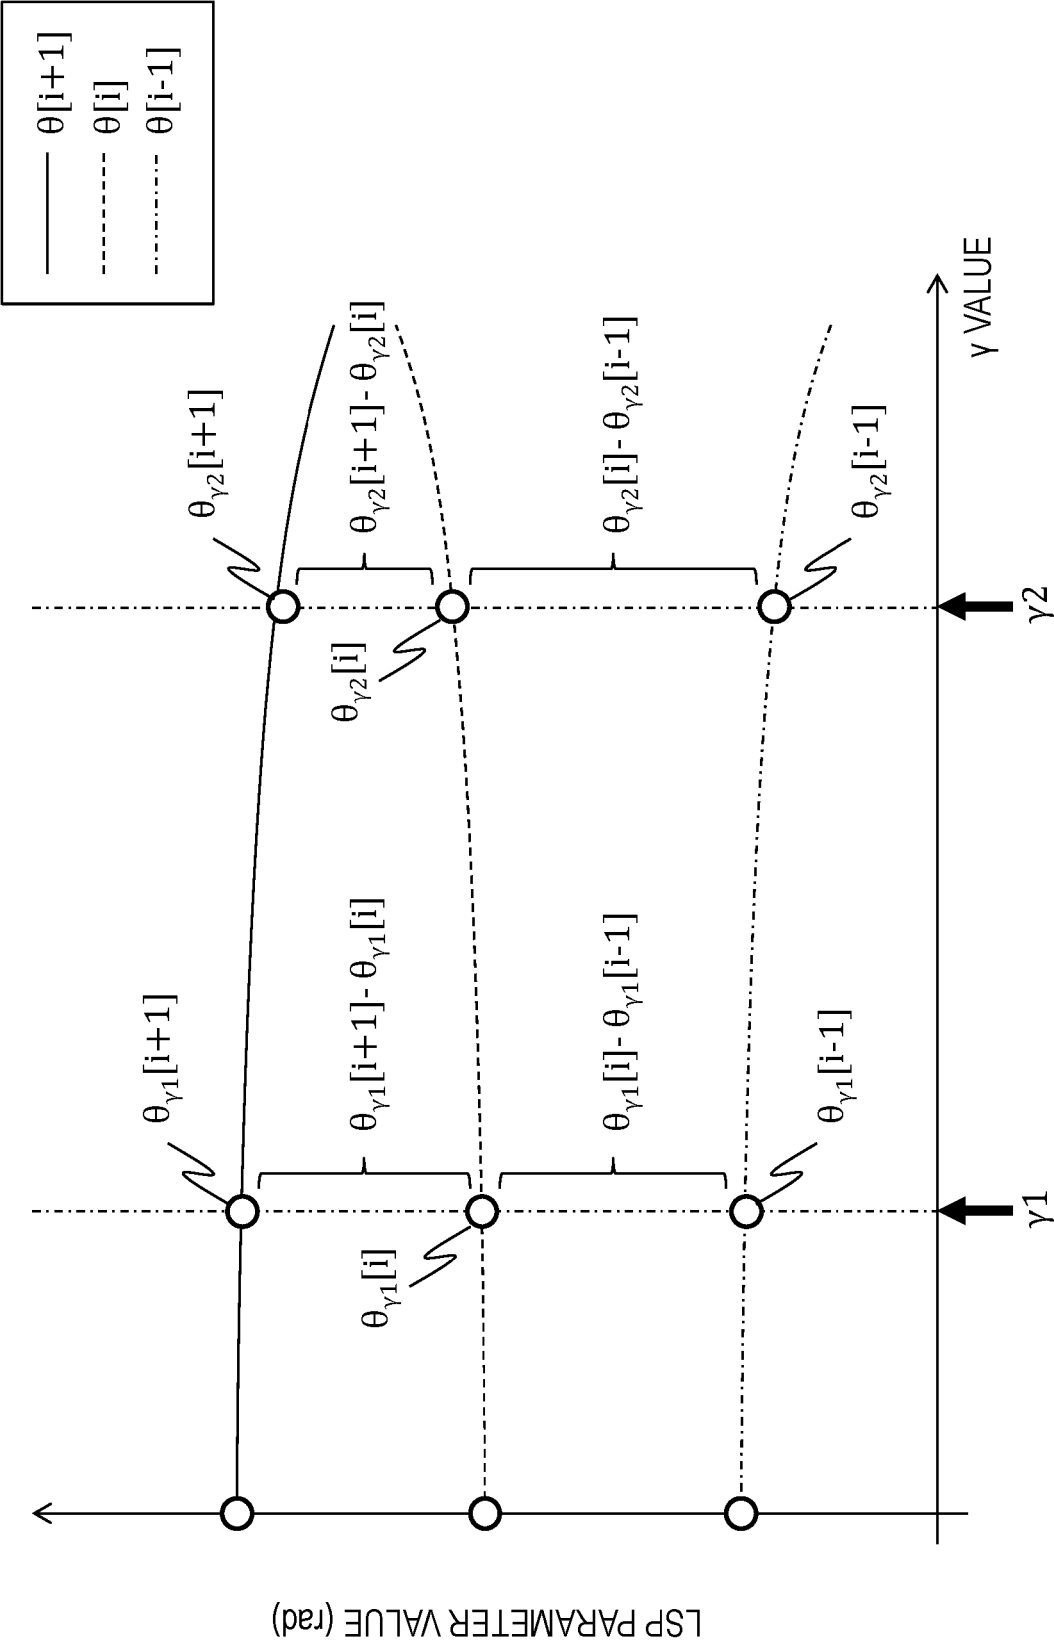 θ[i+1]
θ[i]
θ[i-1]
LSP PARAMETER VALUE (rad)
θγ1[i+1]
θγ2[i+1]
θγ1[i+1]- θγ1[i]
θγ2[i+1]- θγ2[i]
θγ1[i]
θγ2[i]
θγ1[i]- θγ1[i-1]
θγ2[i]- θγ2[i-1]
θγ1[i-1]
θγ2[i-1]
γ1
γ2
γ VALUE